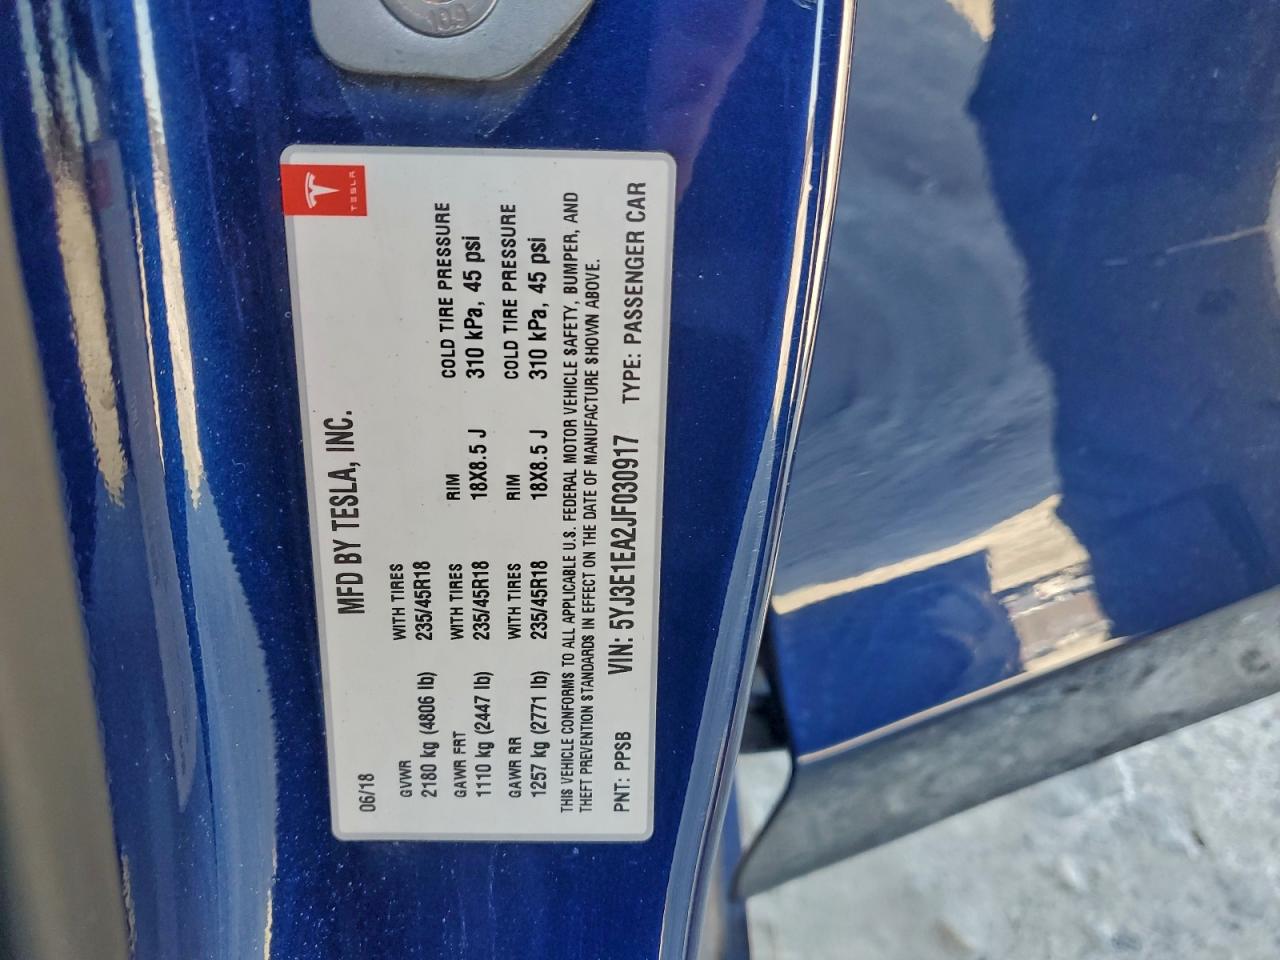 199
TESLA
MFD BY TESLA, INC.
06/18
GVWR WITH TIRES
2180 kg (4806 lb) 235/45R18
GAWR FRT WITH TIRES RIM COLD TIRE PRESSURE
1110 kg (2447 lb) 235/45R18 18X8.5 J 310 kPa, 45 psi
GAWR RR WITH TIRES RIM COLD TIRE PRESSURE
1257 kg (2771 lb) 235/45R18 18X8.5 J 310 kPa, 45 psi
THIS VEHICLE CONFORMS TO ALL APPLICABLE U.S. FEDERAL MOTOR VEHICLE SAFETY, BUMPER, AND
THEFT PREVENTION STANDARDS IN EFFECT ON THE DATE OF MANUFACTURE SHOWN ABOVE.
PNT: PPSB VIN: 5YJ3E1EA2JF030917 TYPE: PASSENGER CAR